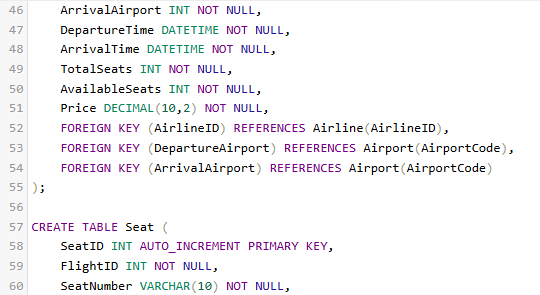 46 ArrivalAirport INT NOT NULL,
47 DepartureTime DATETIME NOT NULL,
48 ArrivalTime DATETIME NOT NULL,
49 TotalSeats INT NOT NULL,
50 AvailableSeats INT NOT NULL,
51 Price DECIMAL(10,2) NOT NULL,
52 FOREIGN KEY (AirlineID) REFERENCES Airline(AirlineID),
53 FOREIGN KEY (DepartureAirport) REFERENCES Airport(AirportCode),
54 FOREIGN KEY (ArrivalAirport) REFERENCES Airport(AirportCode)
55 );
56
57 CREATE TABLE Seat (
58 SeatID INT AUTO_INCREMENT PRIMARY KEY,
59 FlightID INT NOT NULL,
60 SeatNumber VARCHAR(10) NOT NULL,